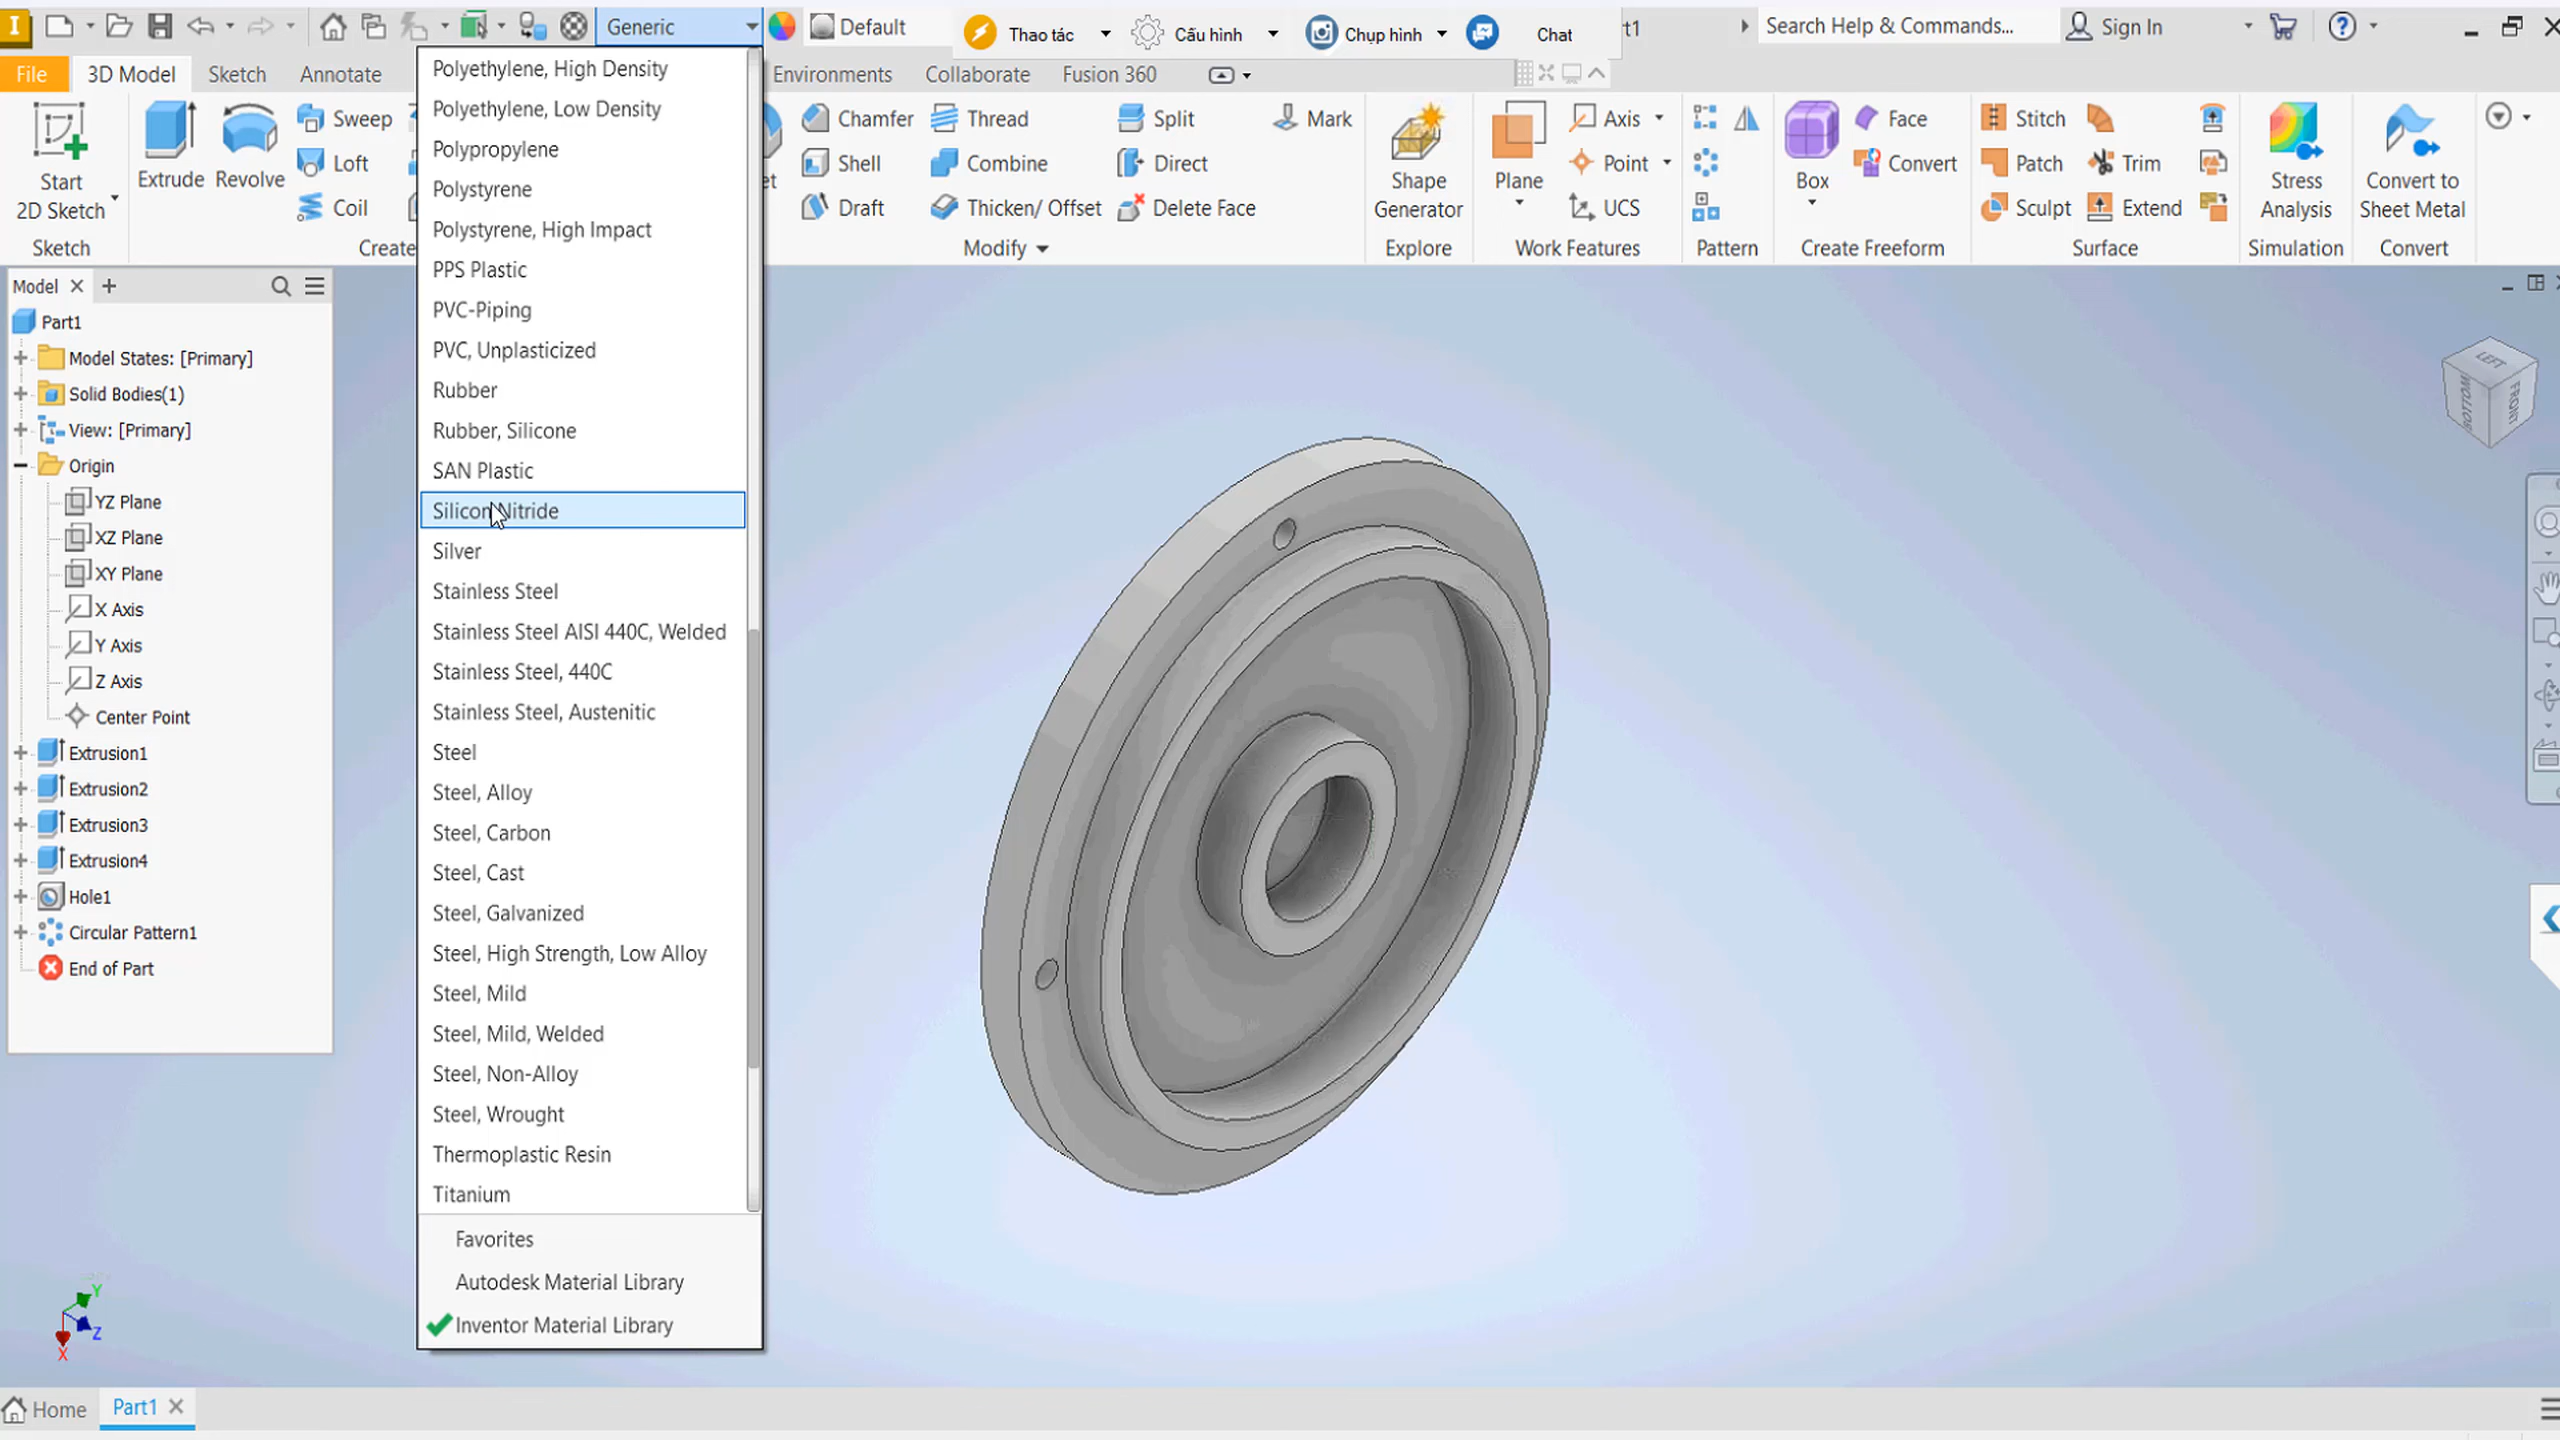 I
Generic
Default
Thao tác
Cấu hình
Chụp hình
Chat
t1
Search Help & Commands...
Sign In
File
3D Model
Sketch
Annotate
Environments
Collaborate
Fusion 360
Start
2D Sketch
Sketch
Extrude
Revolve
Sweep
Loft
Coil
Create
et
Chamfer
Shell
Draft
Thread
Combine
Thicken/ Offset
Split
Direct
Delete Face
Mark
Modify
Shape
Generator
Explore
Plane
Axis
Point
UCS
Work Features
Pattern
Box
Face
Convert
Create Freeform
Stitch
Patch
Sculpt
Trim
Extend
Surface
Stress
Analysis
Simulation
Convert to
Sheet Metal
Convert
Model
Part1
Model States: [Primary]
Solid Bodies(1)
View: [Primary]
Origin
YZ Plane
XZ Plane
XY Plane
X Axis
Y Axis
Z Axis
Center Point
Extrusion1
Extrusion2
Extrusion3
Extrusion4
Hole1
Circular Pattern1
End of Part
Polyethylene, High Density
Polyethylene, Low Density
Polypropylene
Polystyrene
Polystyrene, High Impact
PPS Plastic
PVC-Piping
PVC, Unplasticized
Rubber
Rubber, Silicone
SAN Plastic
Silicon Nitride
Silver
Stainless Steel
Stainless Steel AISI 440C, Welded
Stainless Steel, 440C
Stainless Steel, Austenitic
Steel
Steel, Alloy
Steel, Carbon
Steel, Cast
Steel, Galvanized
Steel, High Strength, Low Alloy
Steel, Mild
Steel, Mild, Welded
Steel, Non-Alloy
Steel, Wrought
Thermoplastic Resin
Titanium
Favorites
Autodesk Material Library
Inventor Material Library
LEFT
BOTTOM
FRONT
Y
Z
X
Home
Part1